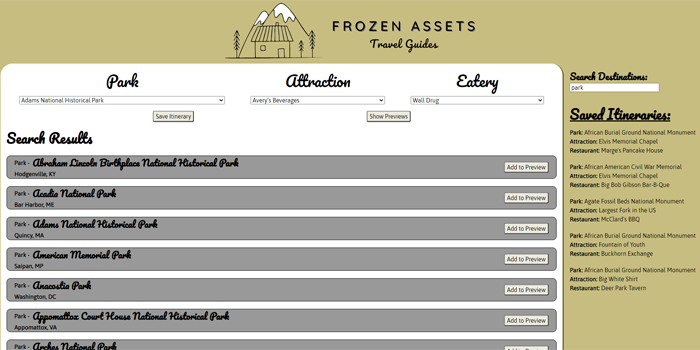 FROZEN ASSETS
Travel Guides
Park
Attraction
Eatery
Adams National Historical Park
Avery's Beverages
Wall Drug
Save Itinerary
Show Previews
Search Results
Park - Abraham Lincoln Birthplace National Historical Park
Hodgenville, KY
Add to Preview
Park - Acadia National Park
Bar Harbor, ME
Add to Preview
Park - Adams National Historical Park
Quincy, MA
Add to Preview
Park - American Memorial Park
Saipan, MP
Add to Preview
Park - Anacostia Park
Washington, DC
Add to Preview
Park - Appomattox Court House National Historical Park
Appomattox, VA
Add to Preview
Park - Arches National Park
Add to Preview
Search Destinations:
park
Saved Itineraries:
Park: African Burial Ground National Monument
Attraction: Elvis Memorial Chapel
Restaurant: Marge's Pancake House
Park: African American Civil War Memorial
Attraction: Elvis Memorial Chapel
Restaurant: Big Bob Gibson Bar-B-Que
Park: Agate Fossil Beds National Monument
Attraction: Largest Fork in the US
Restaurant: McClard's BBQ
Park: African Burial Ground National Monument
Attraction: Fountain of Youth
Restaurant: Buckhorn Exchange
Park: African Burial Ground National Monument
Attraction: Big White Shirt
Restaurant: Deer Park Tavern